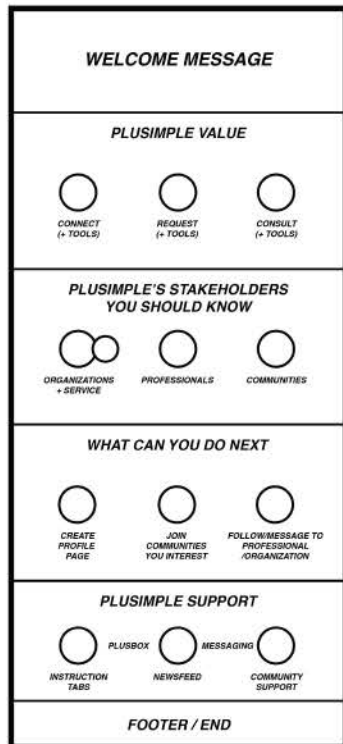 WELCOME MESSAGE
PLUSIMPLE VALUE
CONNECT
(+ TOOLS)
REQUEST
(+ TOOLS)
CONSULT
(+ TOOLS)
PLUSIMPLE'S STAKEHOLDERS
YOU SHOULD KNOW
ORGANIZATIONS
+ SERVICE
PROFESSIONALS
COMMUNITIES
WHAT CAN YOU DO NEXT
CREATE
PROFILE
PAGE
JOIN
COMMUNITIES
YOU INTEREST
FOLLOW/MESSAGE TO
PROFESSIONAL
/ORGANIZATION
PLUSIMPLE SUPPORT
PLUSBOX
MESSAGING
INSTRUCTION
TABS
NEWSFEED
COMMUNITY
SUPPORT
FOOTER / END